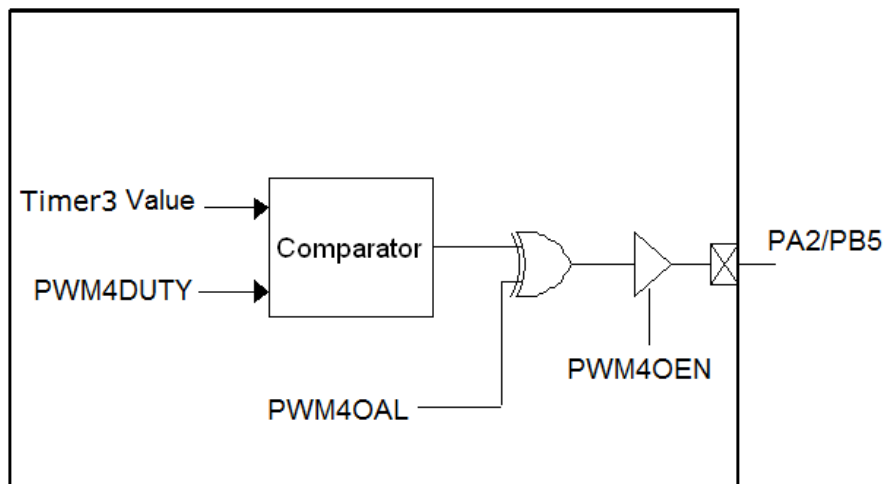 Timer3 Value
Comparator
PA2/PB5
PWM4DUTY
PWM4OEN
PWM4OAL